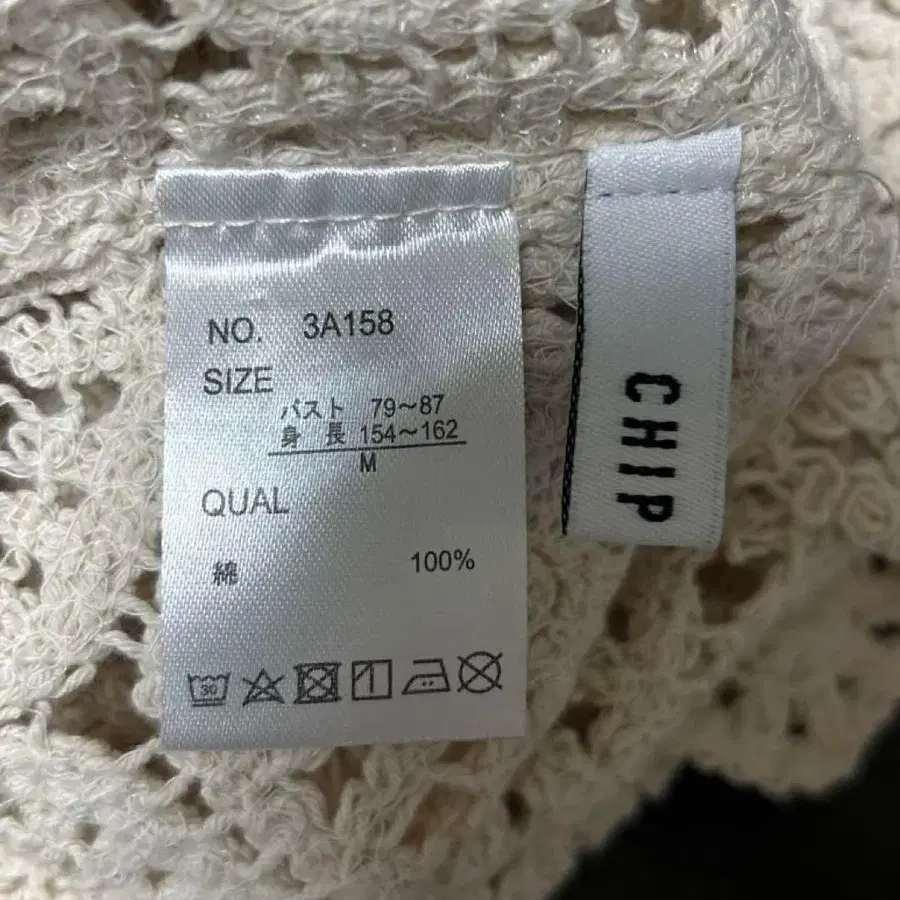 NO. 3A158
SIZE
バスト 79～87
身 長 154～162
M
QUAL
綿 100%
30
CHIP